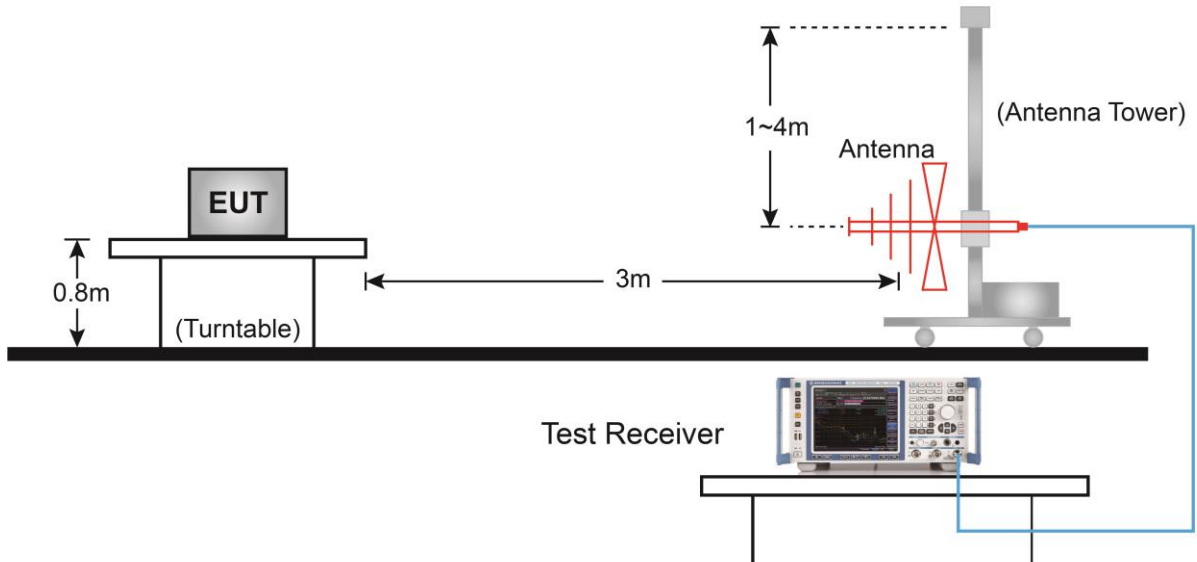 1~4m
(Antenna Tower)
Antenna
EUT
0.8m
3m
(Turntable)
Test Receiver